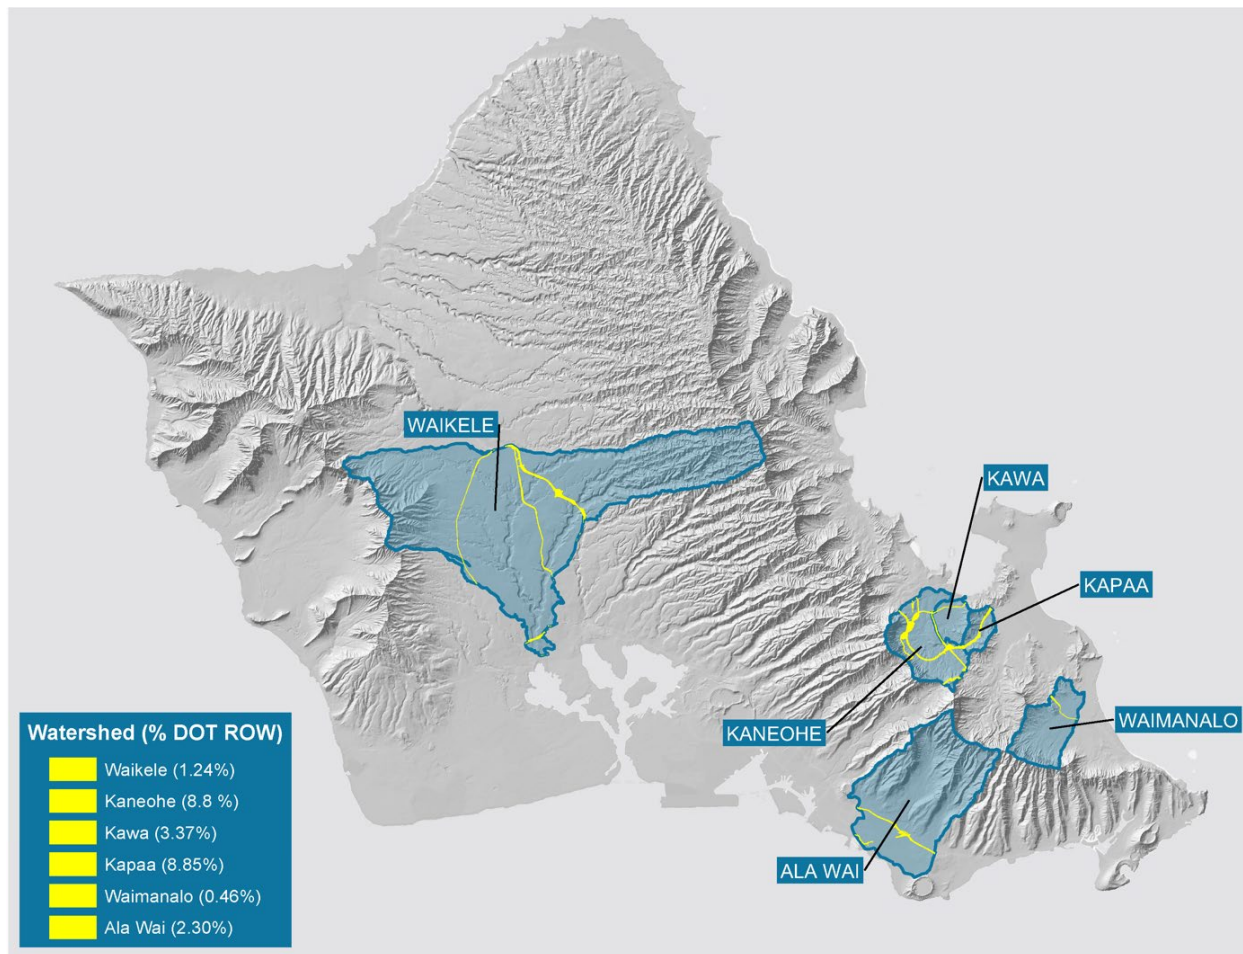 WAIKELE
KAWA
KAPAA
KANEOHE
WAIMANALO
ALA WAI
Watershed (% DOT ROW)
Waikele (1.24%)
Kaneohe (8.8 %)
Kawa (3.37%)
Kapaa (8.85%)
Waimanalo (0.46%)
Ala Wai (2.30%)